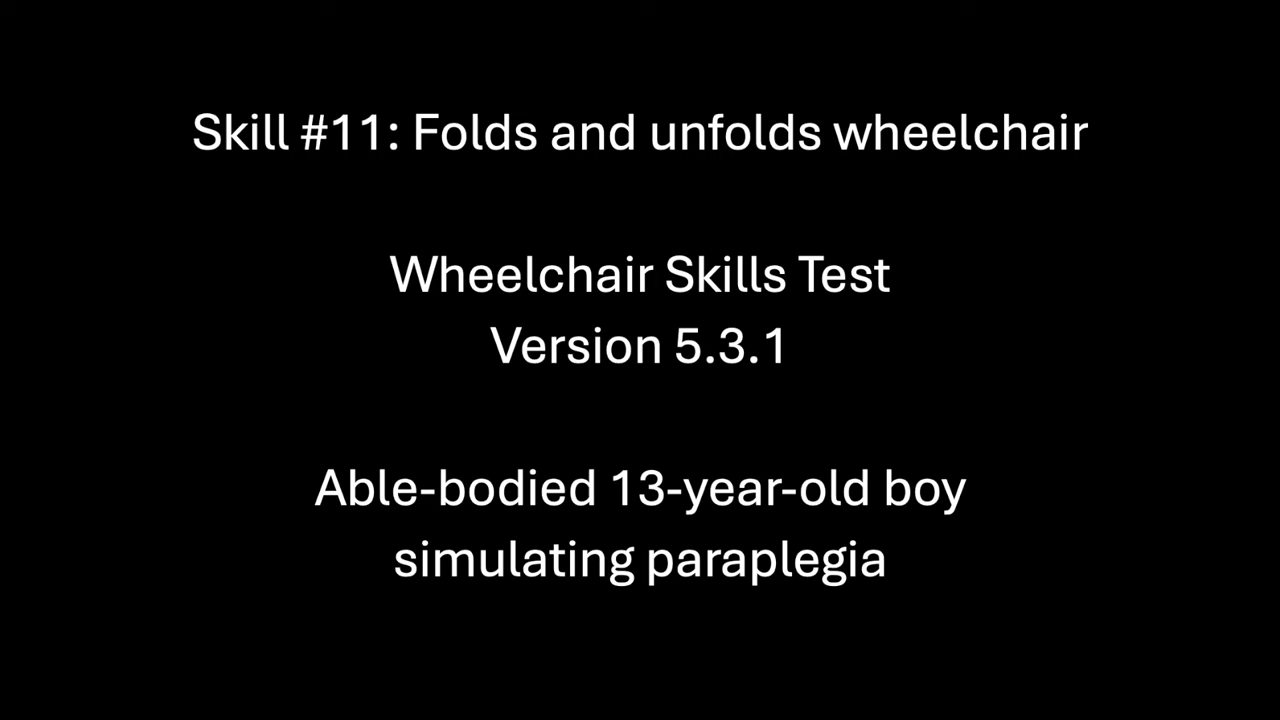 Skill #11: Folds and unfolds wheelchair
Wheelchair Skills Test
Version 5.3.1
Able-bodied 13-year-old boy
simulating paraplegia